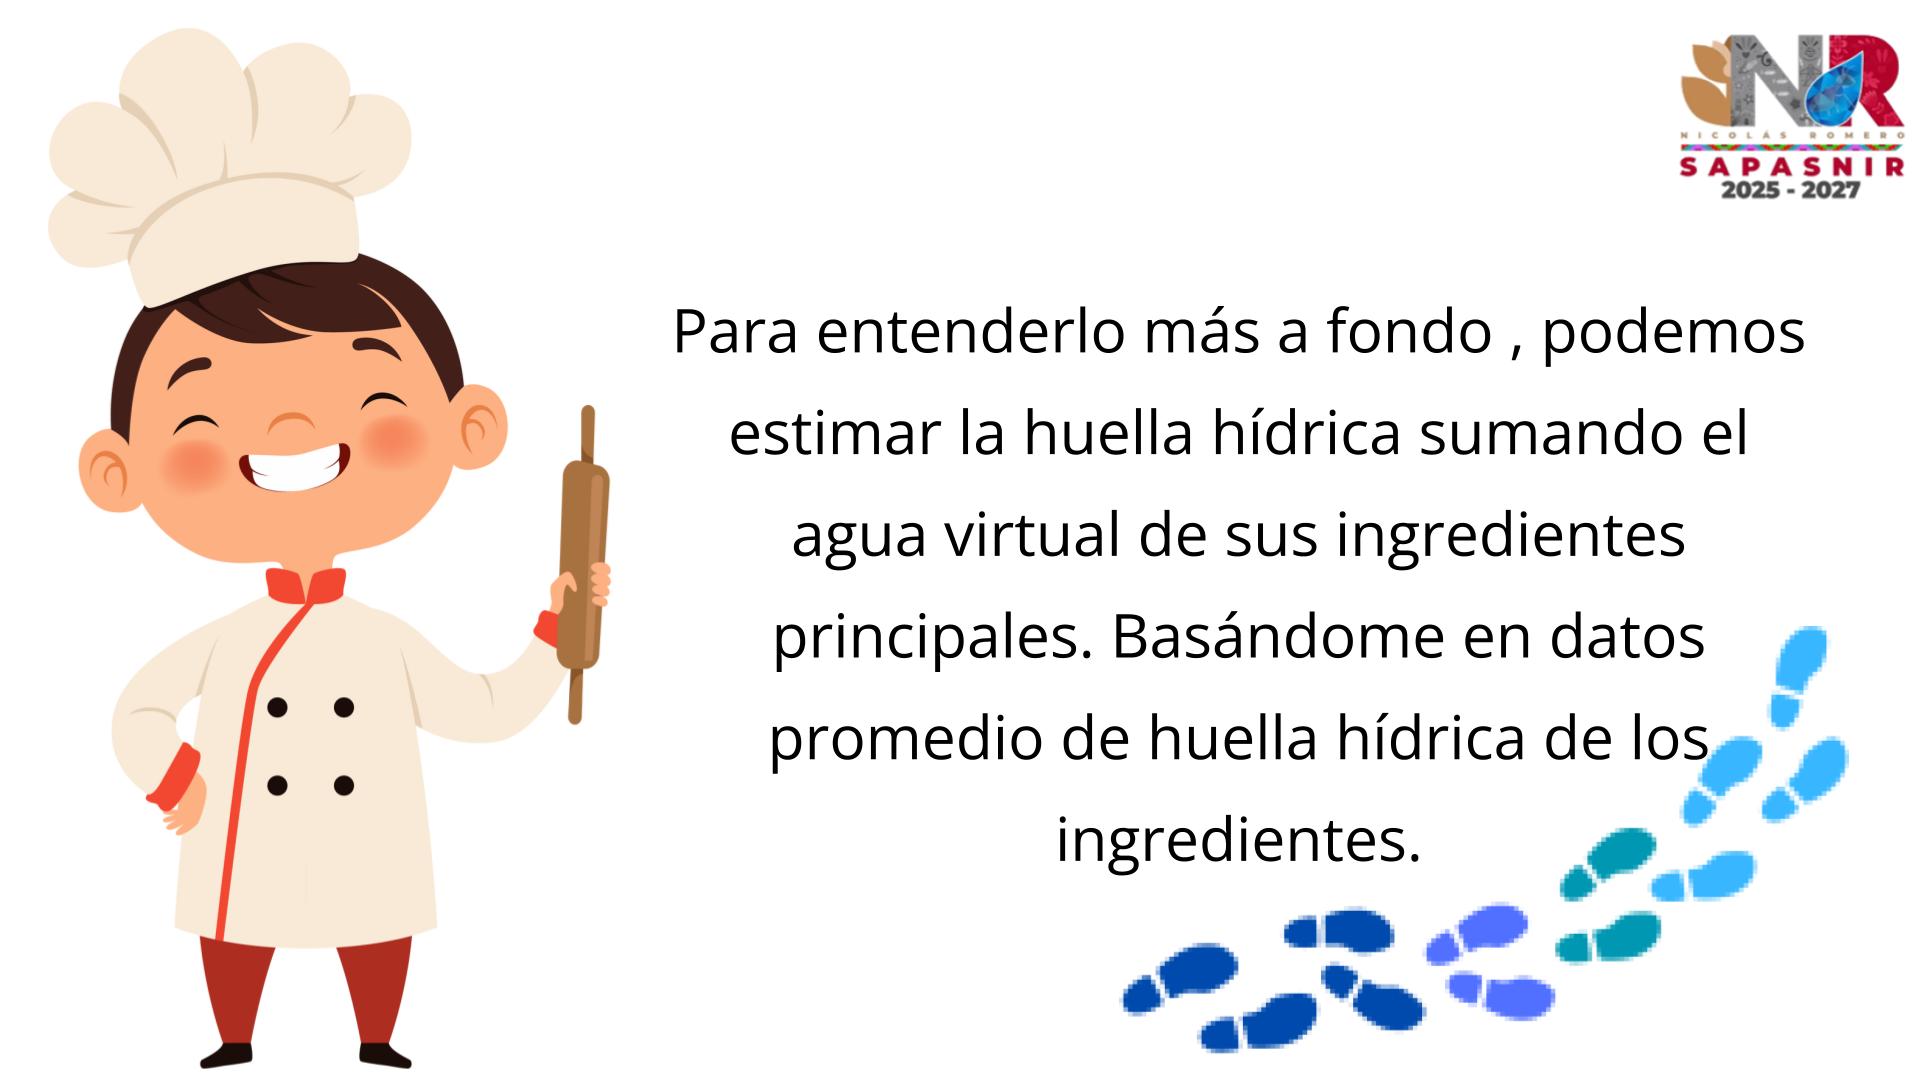 NR
NICOLÁS ROMERO
SAPASNIR
2025 - 2027
Para entenderlo más a fondo , podemos
estimar la huella hídrica sumando el
agua virtual de sus ingredientes
principales. Basándome en datos
promedio de huella hídrica de los
ingredientes.